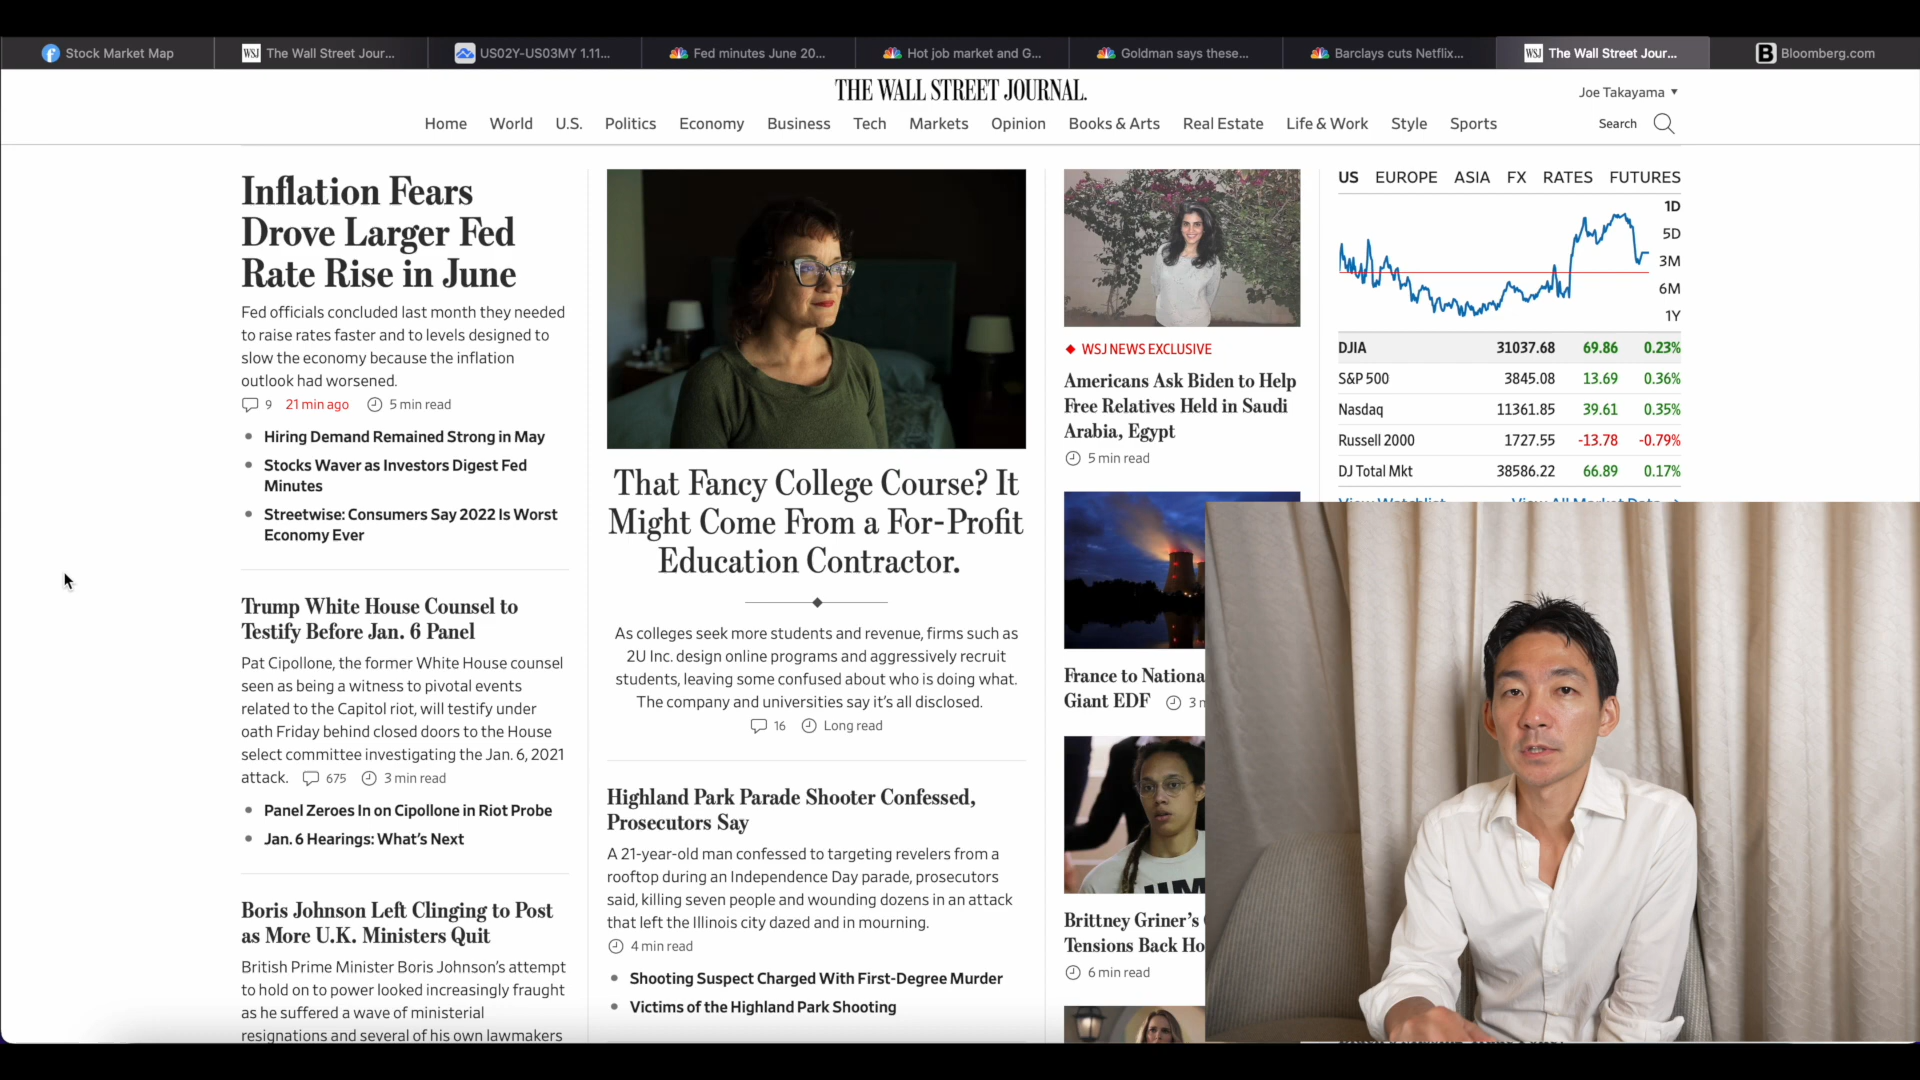 Stock Market Map
WSJ The Wall Street Jour...
US02Y-US03MY 1.11...
Fed minutes June 20...
Hot job market and G...
Goldman says these...
Barclays cuts Netflix...
WSJ The Wall Street Jour...
B Bloomberg.com
THE WALL STREET JOURNAL.
Joe Takayama
Home World U.S. Politics Economy Business Tech Markets Opinion Books & Arts Real Estate Life & Work Style Sports
Search
Inflation Fears
Drove Larger Fed
Rate Rise in June
Fed officials concluded last month they needed
to raise rates faster and to levels designed to
slow the economy because the inflation
outlook had worsened.
9 21 min ago 5 min read
Hiring Demand Remained Strong in May
Stocks Waver as Investors Digest Fed
Minutes
Streetwise: Consumers Say 2022 Is Worst
Economy Ever
Trump White House Counsel to
Testify Before Jan. 6 Panel
Pat Cipollone, the former White House counsel
seen as being a witness to pivotal events
related to the Capitol riot, will testify under
oath Friday behind closed doors to the House
select committee investigating the Jan. 6, 2021
attack. 675 3 min read
Panel Zeroes In on Cipollone in Riot Probe
Jan. 6 Hearings: What's Next
Boris Johnson Left Clinging to Post
as More U.K. Ministers Quit
British Prime Minister Boris Johnson's attempt
to hold on to power looked increasingly fraught
as he suffered a wave of ministerial
resignations and several of his own lawmakers
That Fancy College Course? It
Might Come From a For-Profit
Education Contractor.
As colleges seek more students and revenue, firms such as
2U Inc. design online programs and aggressively recruit
students, leaving some confused about who is doing what.
The company and universities say it's all disclosed.
16 Long read
Highland Park Parade Shooter Confessed,
Prosecutors Say
A 21-year-old man confessed to targeting revelers from a
rooftop during an Independence Day parade, prosecutors
said, killing seven people and wounding dozens in an attack
that left the Illinois city dazed and in mourning.
4 min read
Shooting Suspect Charged With First-Degree Murder
Victims of the Highland Park Shooting
WSJ NEWS EXCLUSIVE
Americans Ask Biden to Help
Free Relatives Held in Saudi
Arabia, Egypt
5 min read
France to Nationa
Giant EDF 3 m
Brittney Griner's
Tensions Back Ho
6 min read
US EUROPE ASIA FX RATES FUTURES
1D
5D
3M
6M
1Y
DJIA 31037.68 69.86 0.23%
S&P 500 3845.08 13.69 0.36%
Nasdaq 11361.85 39.61 0.35%
Russell 2000 1727.55 -13.78 -0.79%
DJ Total Mkt 38586.22 66.89 0.17%
View Watchlist View All Market Data